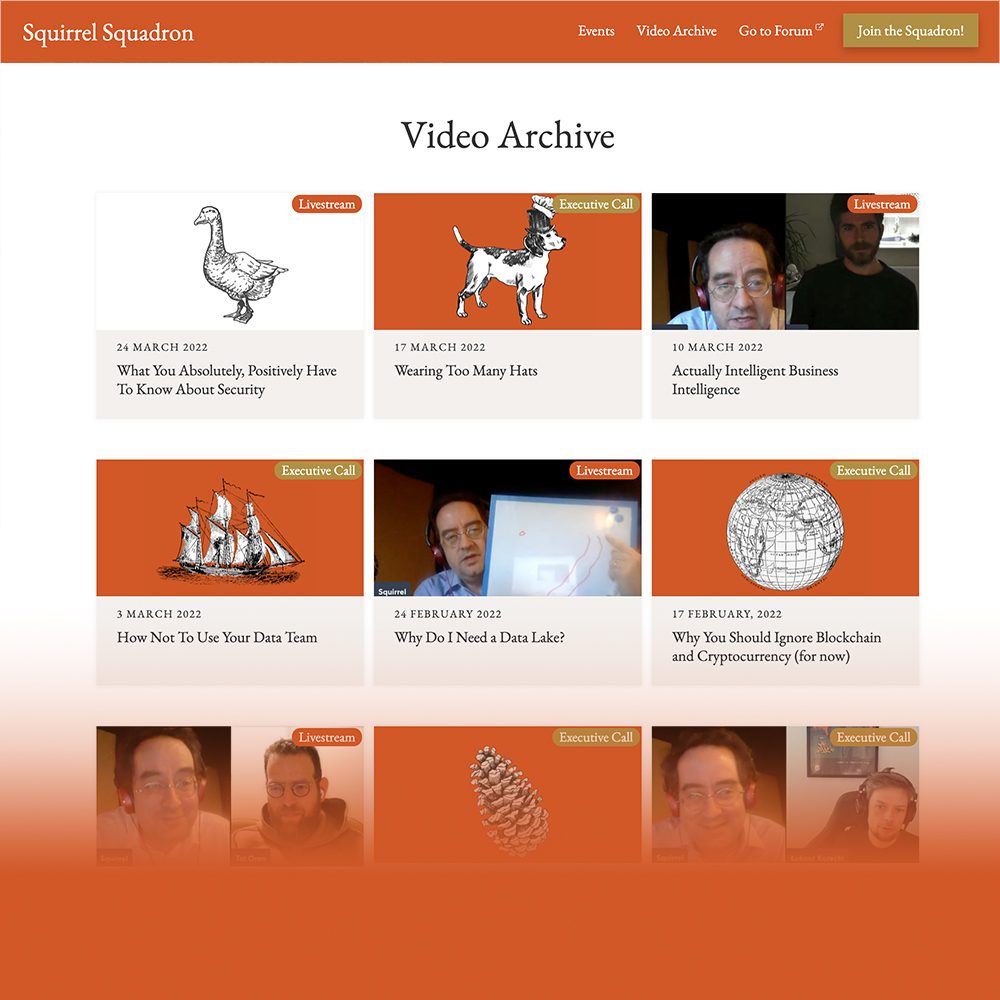 Squirrel Squadron
Events
Video Archive
Go to Forum
Join the Squadron!
Video Archive
Livestream
24 MARCH 2022
What You Absolutely, Positively Have
To Know About Security
Executive Call
17 MARCH 2022
Wearing Too Many Hats
Livestream
10 MARCH 2022
Actually Intelligent Business
Intelligence
Executive Call
3 MARCH 2022
How Not To Use Your Data Team
Livestream
Squirrel
24 FEBRUARY 2022
Why Do I Need a Data Lake?
Executive Call
17 FEBRUARY, 2022
Why You Should Ignore Blockchain
and Cryptocurrency (for now)
Livestream
Squirrel
Executive Call
Executive Call
Squirrel